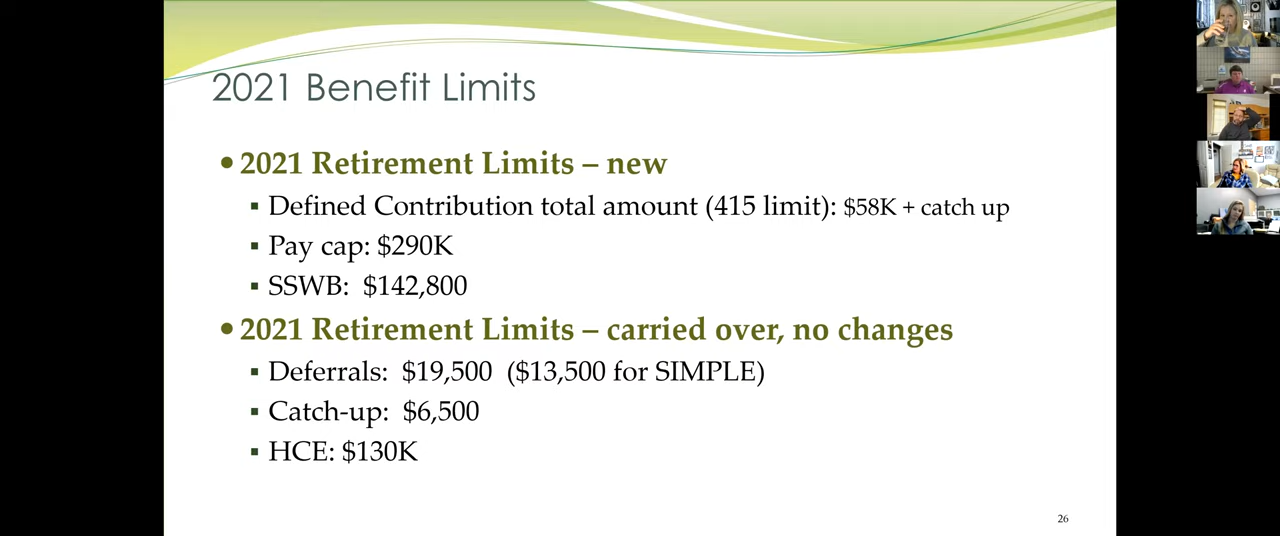 2021 Benefit Limits
• 2021 Retirement Limits – new
▪ Defined Contribution total amount (415 limit): $58K + catch up
▪ Pay cap: $290K
▪ SSWB: $142,800
• 2021 Retirement Limits – carried over, no changes
▪ Deferrals: $19,500 ($13,500 for SIMPLE)
▪ Catch-up: $6,500
▪ HCE: $130K
26